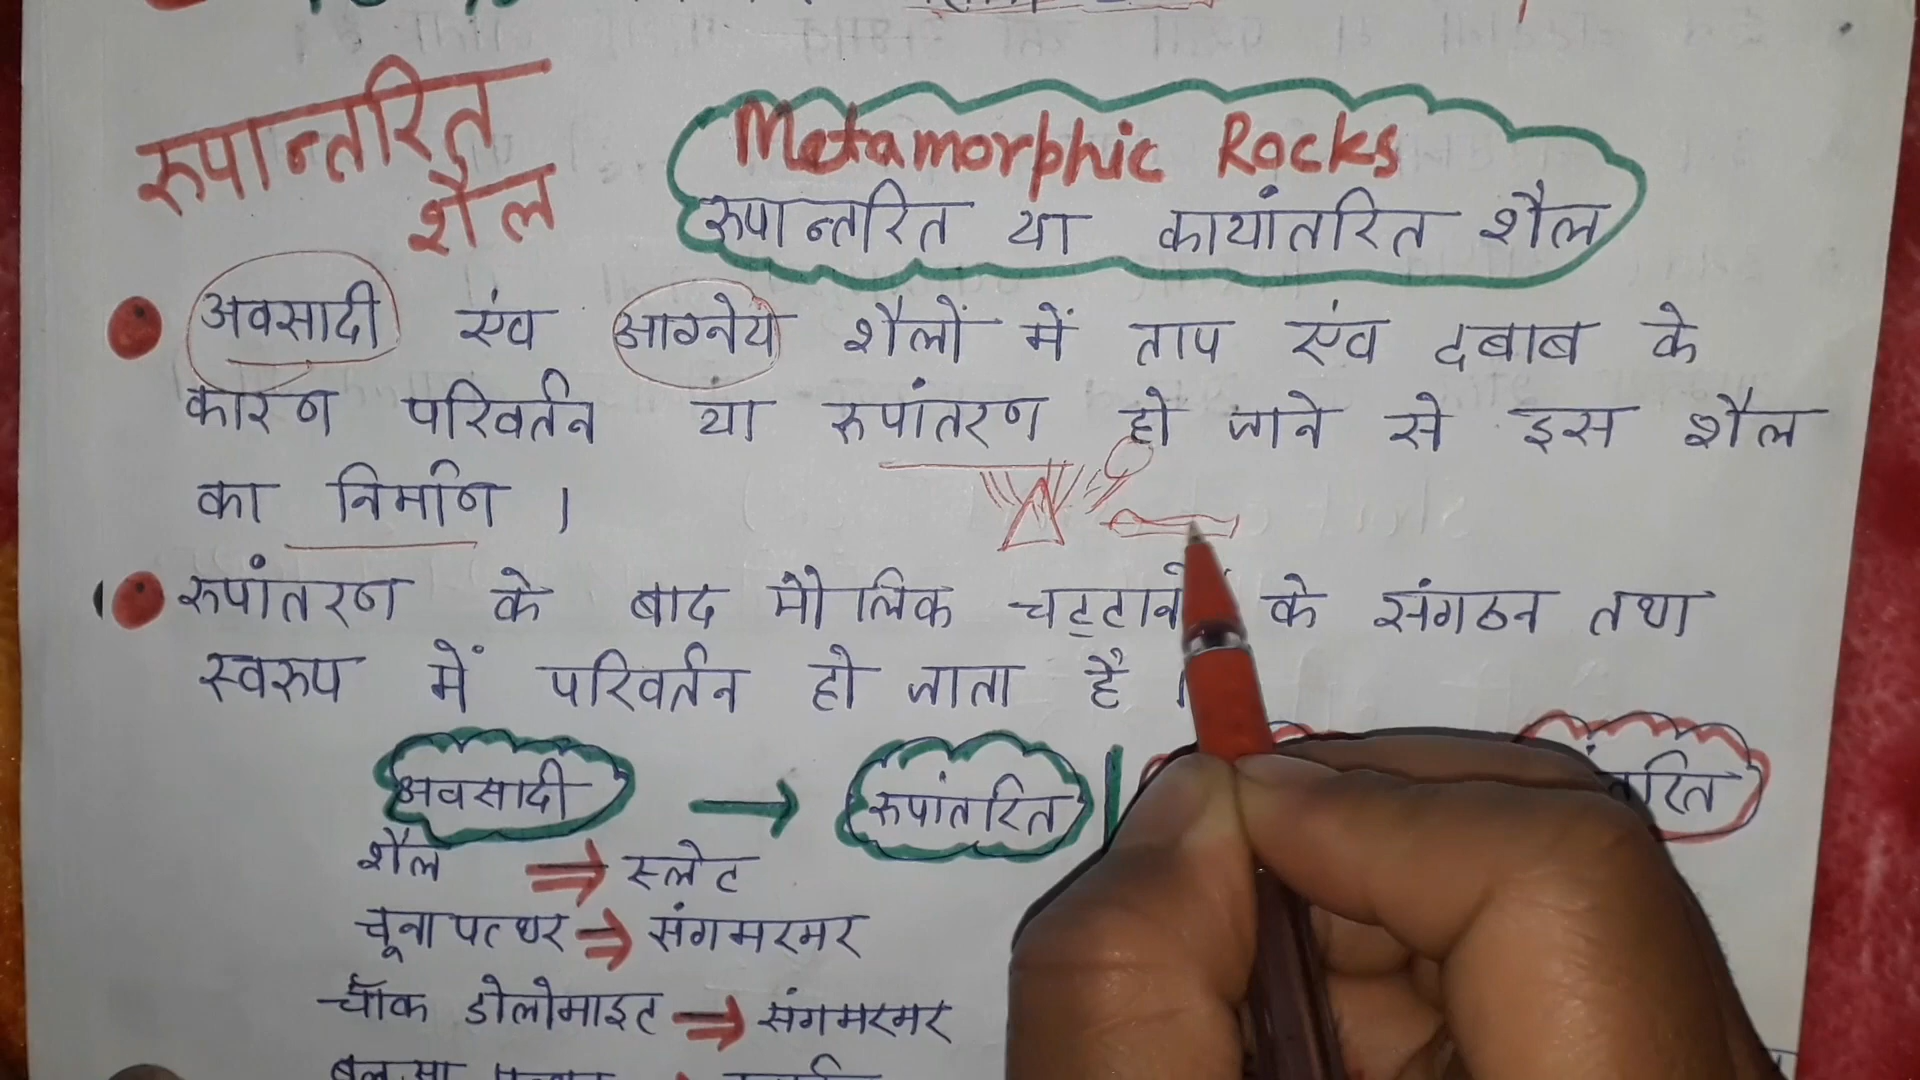 रुपान्तरित
शैल
Metamorphic Rocks
रुपान्तरित या कायांतरित शैल
अवसादी एंव आग्नेय शैलों में ताप एंव दबाब के
कारण परिवर्तन यां रुपांतरण हो जाने से इस शैल
का निर्माण ।
रुपांतरण के बाद मौलिक चट्टानों के संगठन तथा
स्वरुप में परिवर्तन हो जाता है ।
अवसादी → रुपांतरित
शैल ⇒ स्लेट
चूनापत्थर ⇒ संगमरमर
चॉक डोलोमाइट ⇒ संगमरमर